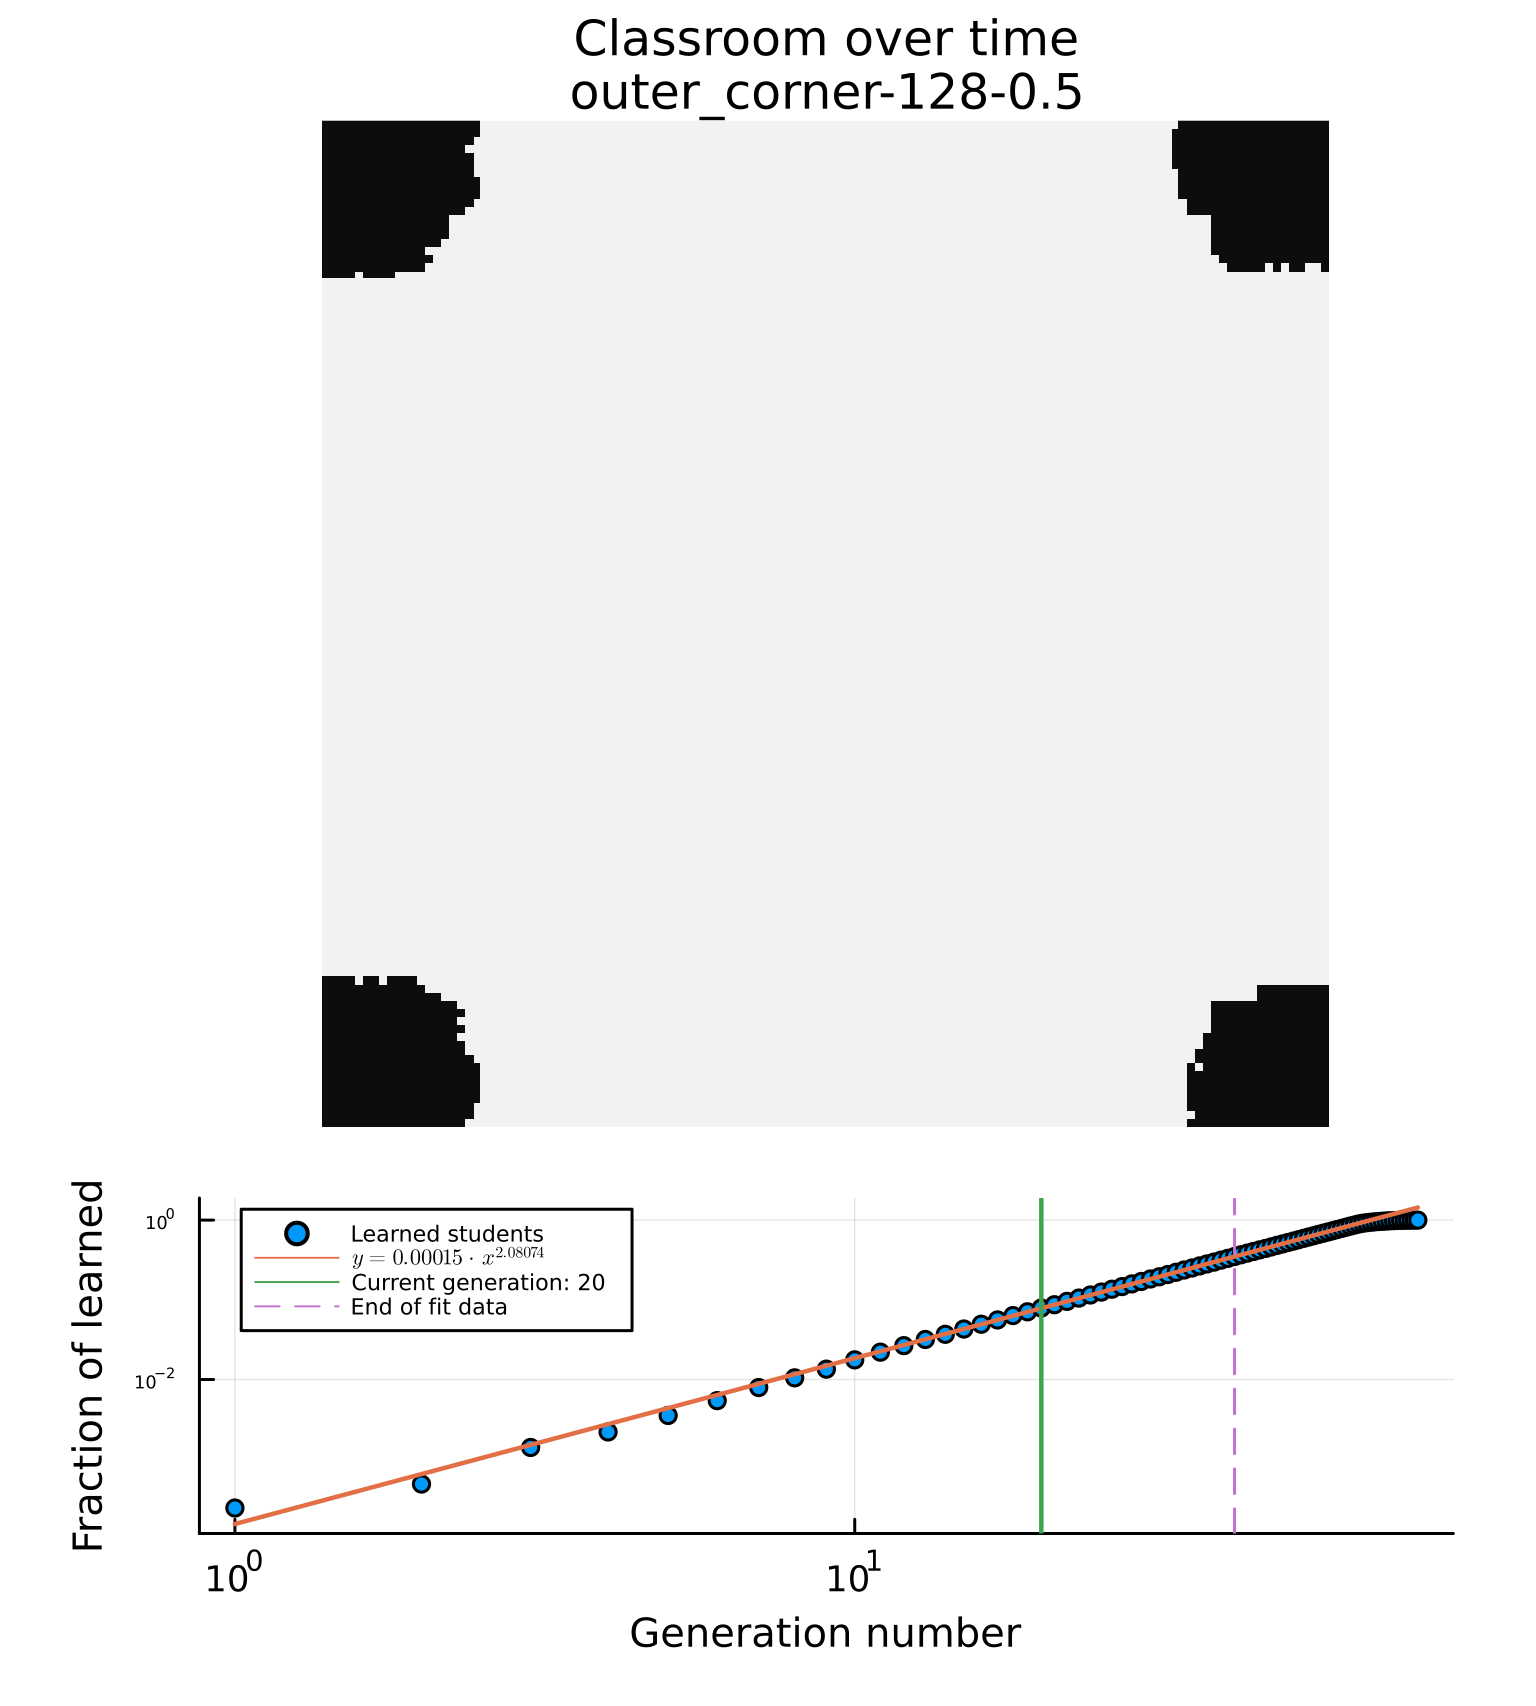 Classroom over time
outer_corner-128-0.5
Fraction of learned
10^0
10^-2
Learned students
y = 0.00015 · x^2.08074
Current generation: 20
End of fit data
10^0
10^1
Generation number